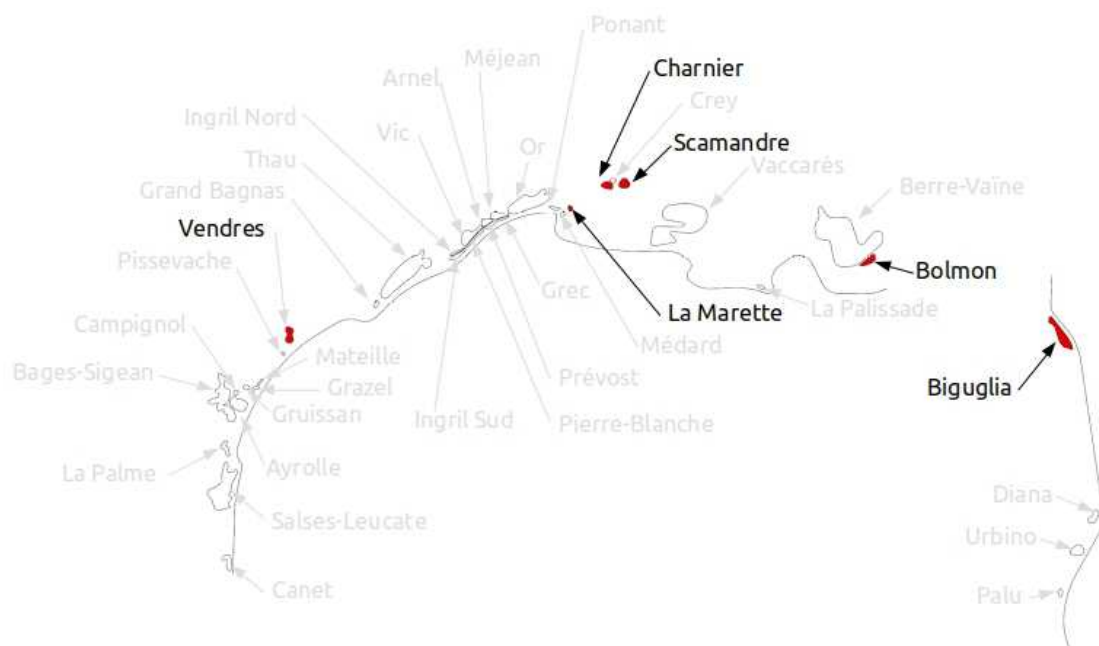 Ponant
Méjean
Charnier
Arnel
Crey
Ingril Nord
Vic
Or
Scamandre
Thau
Vaccarés
Grand Bagnas
Berre-Vaïne
Vendres
Pissevache
Bolmon
Grec
La Marette
La Palissade
Campignol
Médard
Mateille
Bages-Sigean
Prévost
Biguglia
Grazel
Gruissan
Ingril Sud
Pierre-Blanche
La Palme
Ayrolle
Diana
Salses-Leucate
Urbino
Canet
Palu